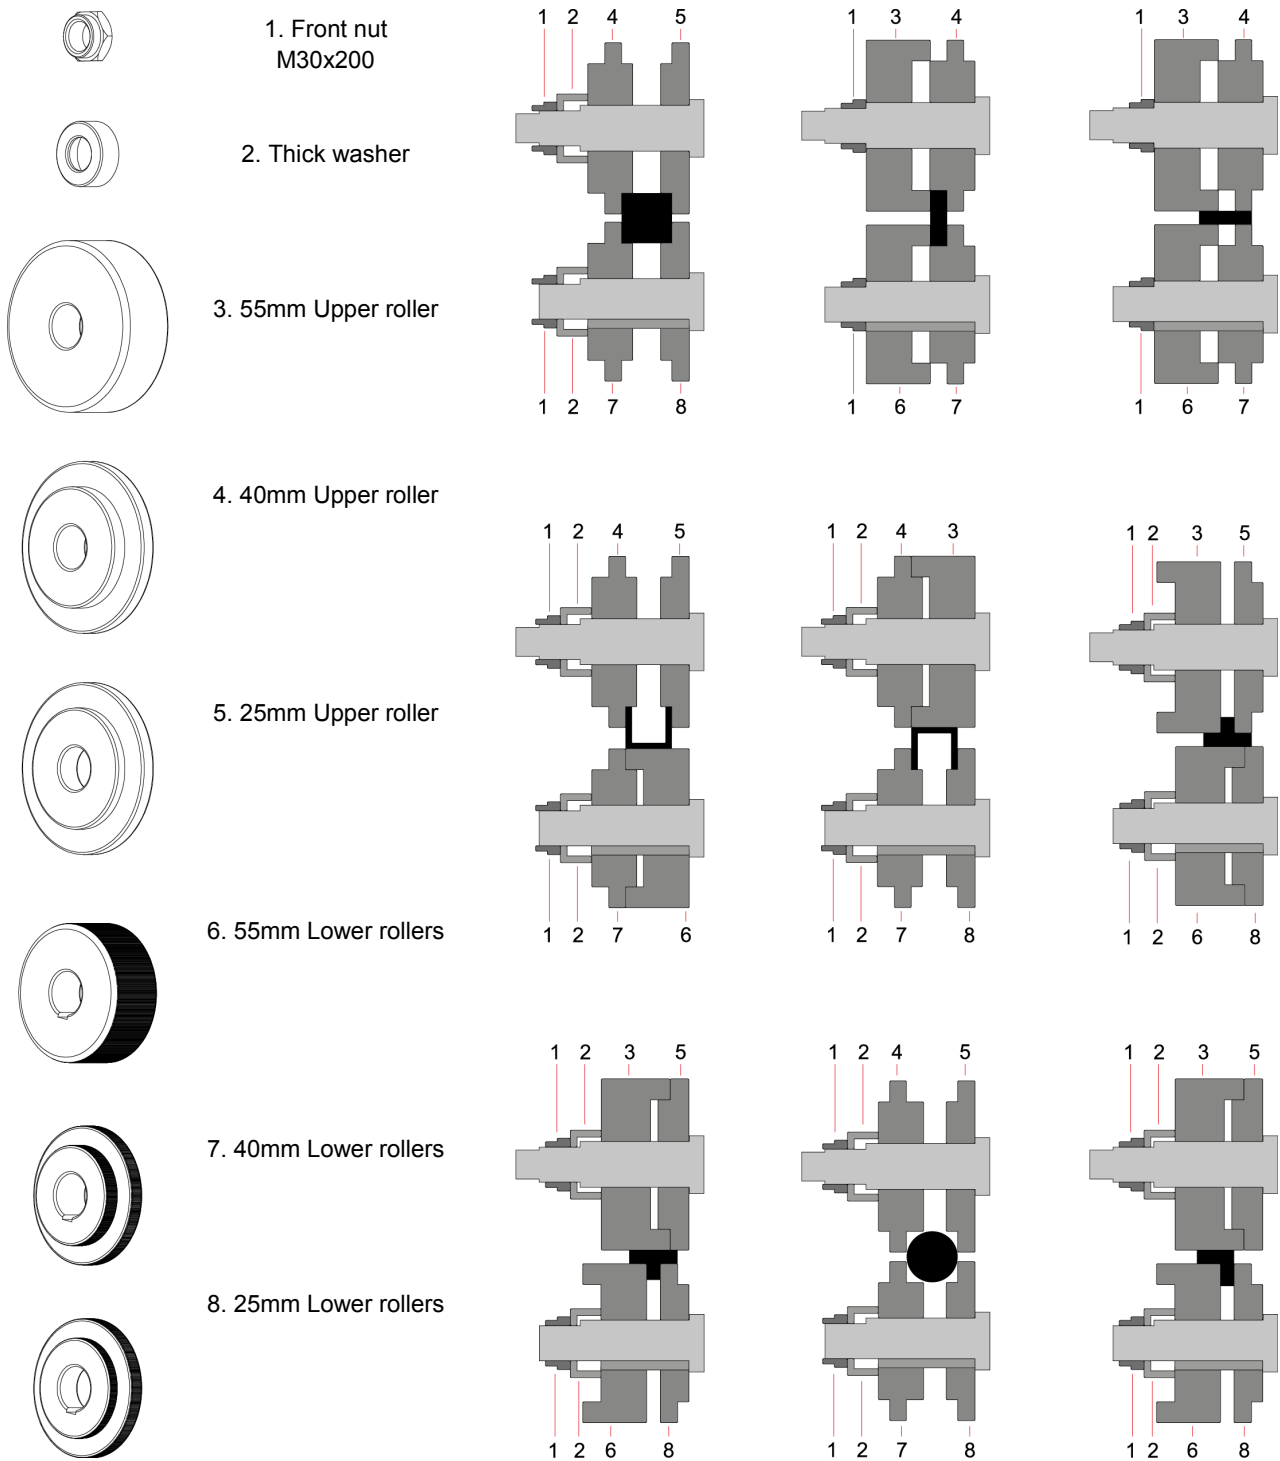 1. Front nut
M30x200
2. Thick washer
3. 55mm Upper roller
4. 40mm Upper roller
5. 25mm Upper roller
6. 55mm Lower rollers
7. 40mm Lower rollers
8. 25mm Lower rollers
1 2 4 5
1 2 7 8
1 3 4
1 6 7
1 3 4
1 6 7
1 2 4 5
1 2 7 6
1 2 4 3
1 2 7 8
1 2 3 5
1 2 6 8
1 2 3 5
1 2 6 8
1 2 4 5
1 2 7 8
1 2 3 5
1 2 6 8